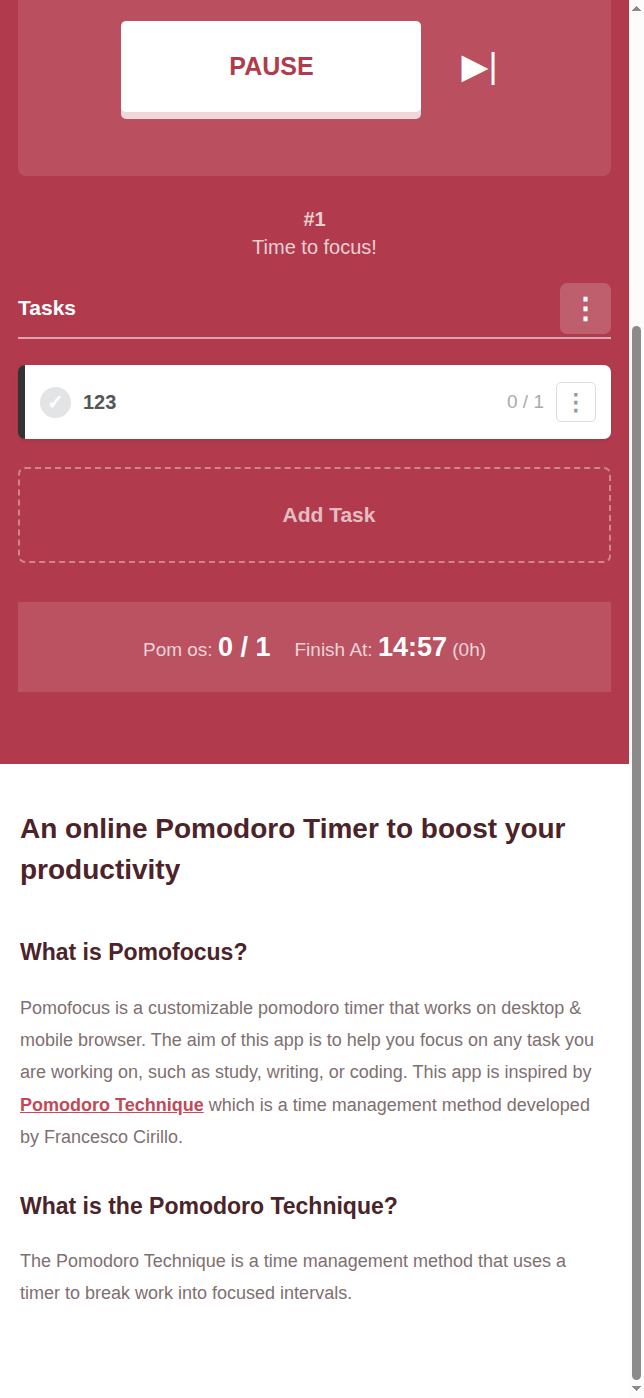 PAUSE
#1
Time to focus!
Tasks
123
0 / 1
Add Task
Pom os: 0 / 1 Finish At: 14:57 (0h)
An online Pomodoro Timer to boost your
productivity
What is Pomofocus?
Pomofocus is a customizable pomodoro timer that works on desktop &
mobile browser. The aim of this app is to help you focus on any task you
are working on, such as study, writing, or coding. This app is inspired by
Pomodoro Technique which is a time management method developed
by Francesco Cirillo.
What is the Pomodoro Technique?
The Pomodoro Technique is a time management method that uses a
timer to break work into focused intervals.